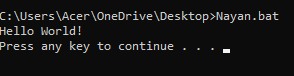 C:\Users\Acer\OneDrive\Desktop>Nayan.bat
Hello World!
Press any key to continue . . .